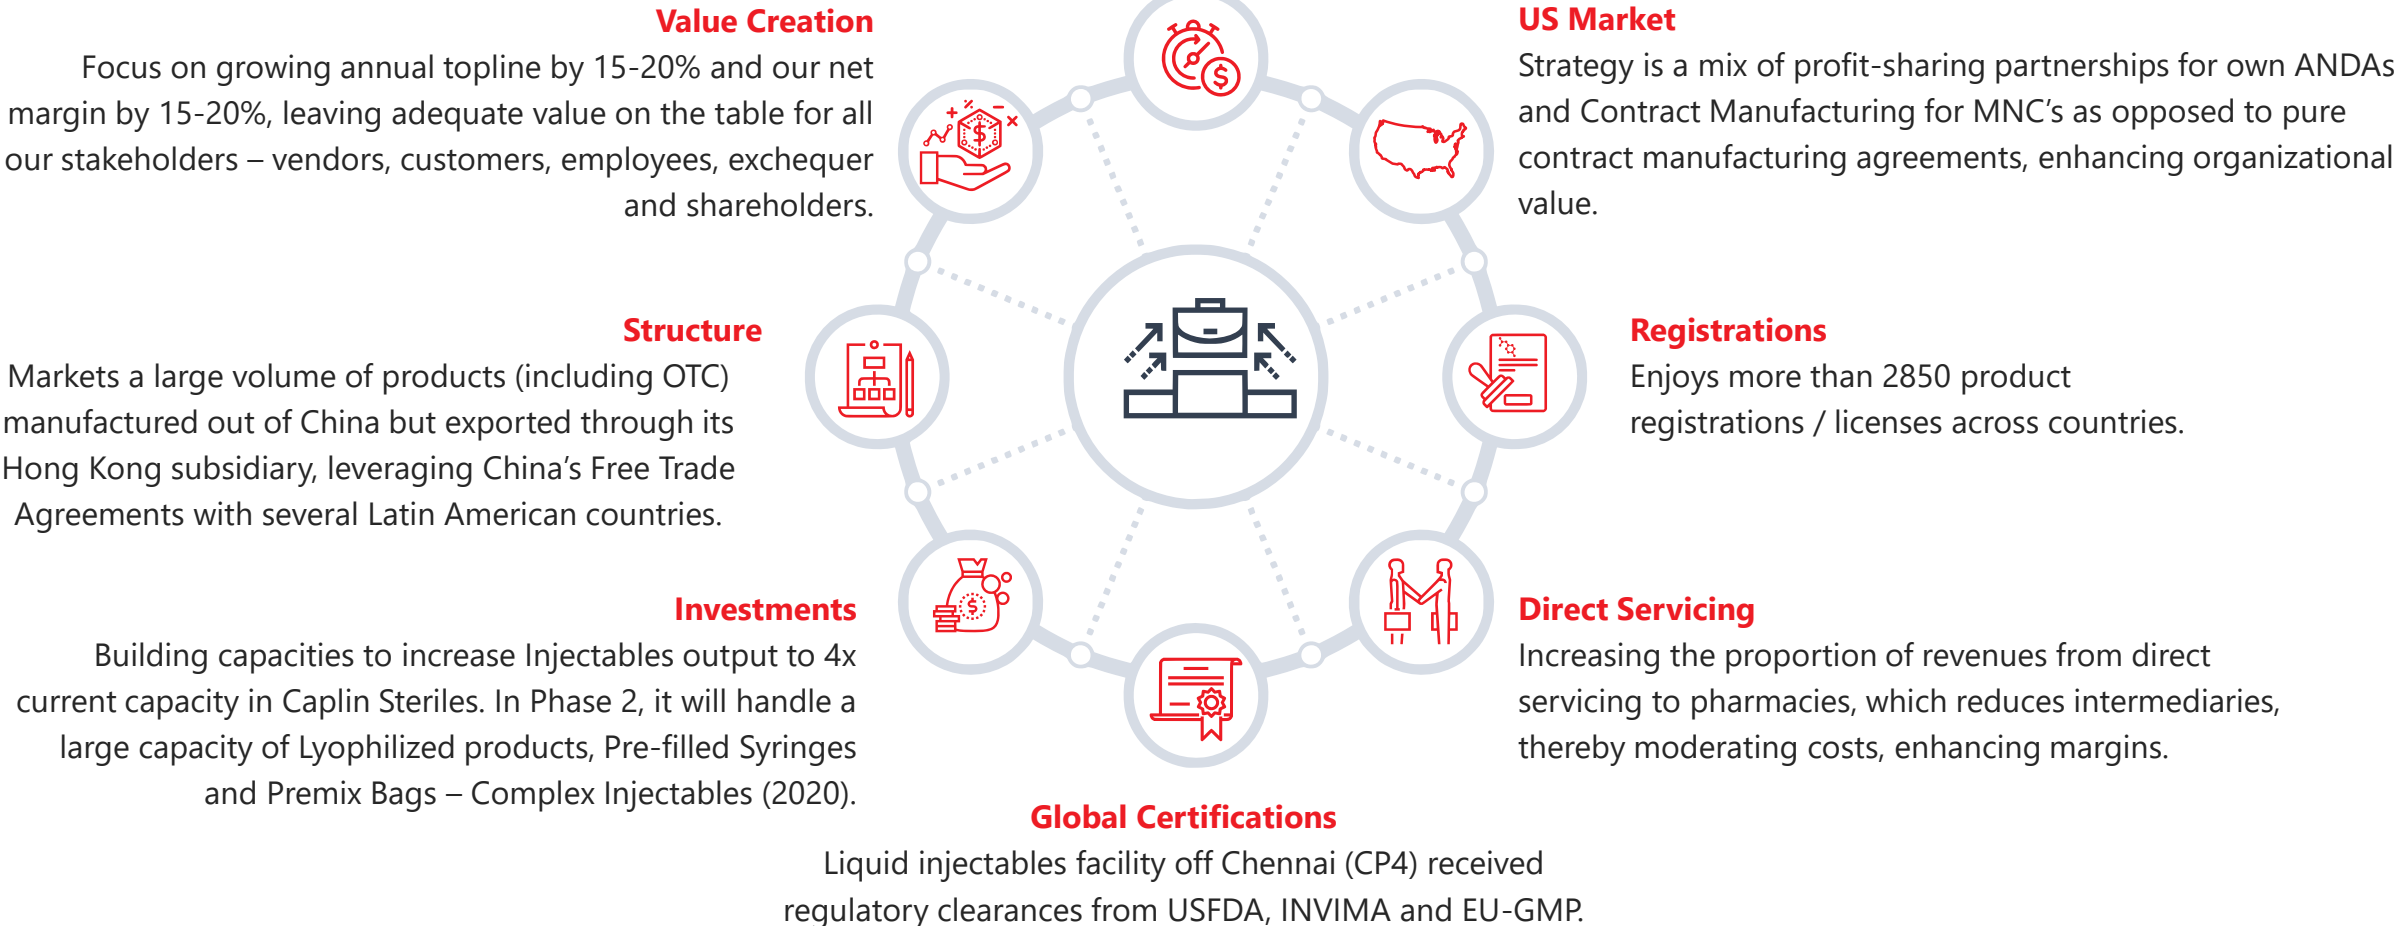 Value Creation
Focus on growing annual topline by 15-20% and our net
margin by 15-20%, leaving adequate value on the table for all
our stakeholders – vendors, customers, employees, exchequer
and shareholders.
US Market
Strategy is a mix of profit-sharing partnerships for own ANDAs
and Contract Manufacturing for MNC’s as opposed to pure
contract manufacturing agreements, enhancing organizational
value.
Structure
Markets a large volume of products (including OTC)
manufactured out of China but exported through its
Hong Kong subsidiary, leveraging China’s Free Trade
Agreements with several Latin American countries.
Registrations
Enjoys more than 2850 product
registrations / licenses across countries.
Investments
Building capacities to increase Injectables output to 4x
current capacity in Caplin Steriles. In Phase 2, it will handle a
large capacity of Lyophilized products, Pre-filled Syringes
and Premix Bags – Complex Injectables (2020).
Direct Servicing
Increasing the proportion of revenues from direct
servicing to pharmacies, which reduces intermediaries,
thereby moderating costs, enhancing margins.
Global Certifications
Liquid injectables facility off Chennai (CP4) received
regulatory clearances from USFDA, INVIMA and EU-GMP.